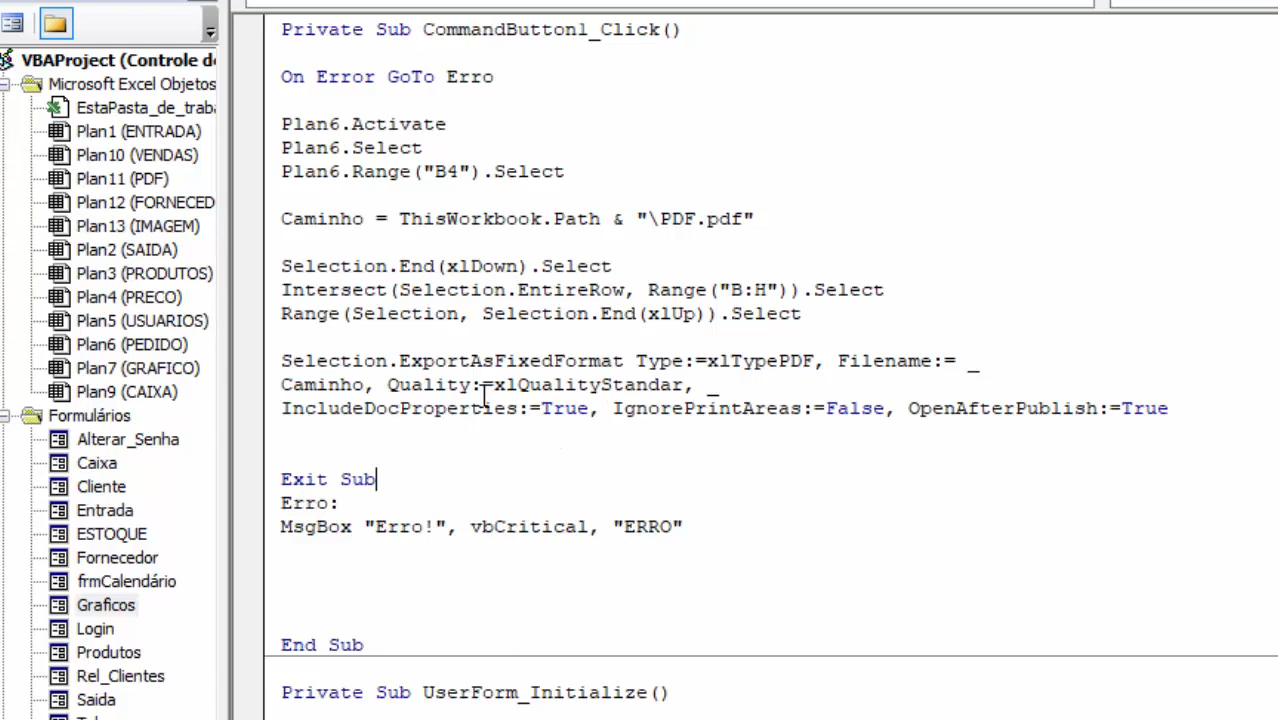 VBAProject (Controle de
Microsoft Excel Objetos
EstaPasta_de_traba
Plan1 (ENTRADA)
Plan10 (VENDAS)
Plan11 (PDF)
Plan12 (FORNECED
Plan13 (IMAGEM)
Plan2 (SAIDA)
Plan3 (PRODUTOS)
Plan4 (PRECO)
Plan5 (USUARIOS)
Plan6 (PEDIDO)
Plan7 (GRAFICO)
Plan9 (CAIXA)
Formulários
Alterar_Senha
Caixa
Cliente
Entrada
ESTOQUE
Fornecedor
frmCalendário
Graficos
Login
Produtos
Rel_Clientes
Saida
Private Sub CommandButton1_Click()
On Error GoTo Erro
Plan6.Activate
Plan6.Select
Plan6.Range("B4").Select
Caminho = ThisWorkbook.Path & "\PDF.pdf"
Selection.End(xlDown).Select
Intersect(Selection.EntireRow, Range("B:H")).Select
Range(Selection, Selection.End(xlUp)).Select
Selection.ExportAsFixedFormat Type:=xlTypePDF, Filename:= _
Caminho, Quality:=xlQualityStandar, _
IncludeDocProperties:=True, IgnorePrintAreas:=False, OpenAfterPublish:=True
Exit Sub
Erro:
MsgBox "Erro!", vbCritical, "ERRO"
End Sub
Private Sub UserForm_Initialize()